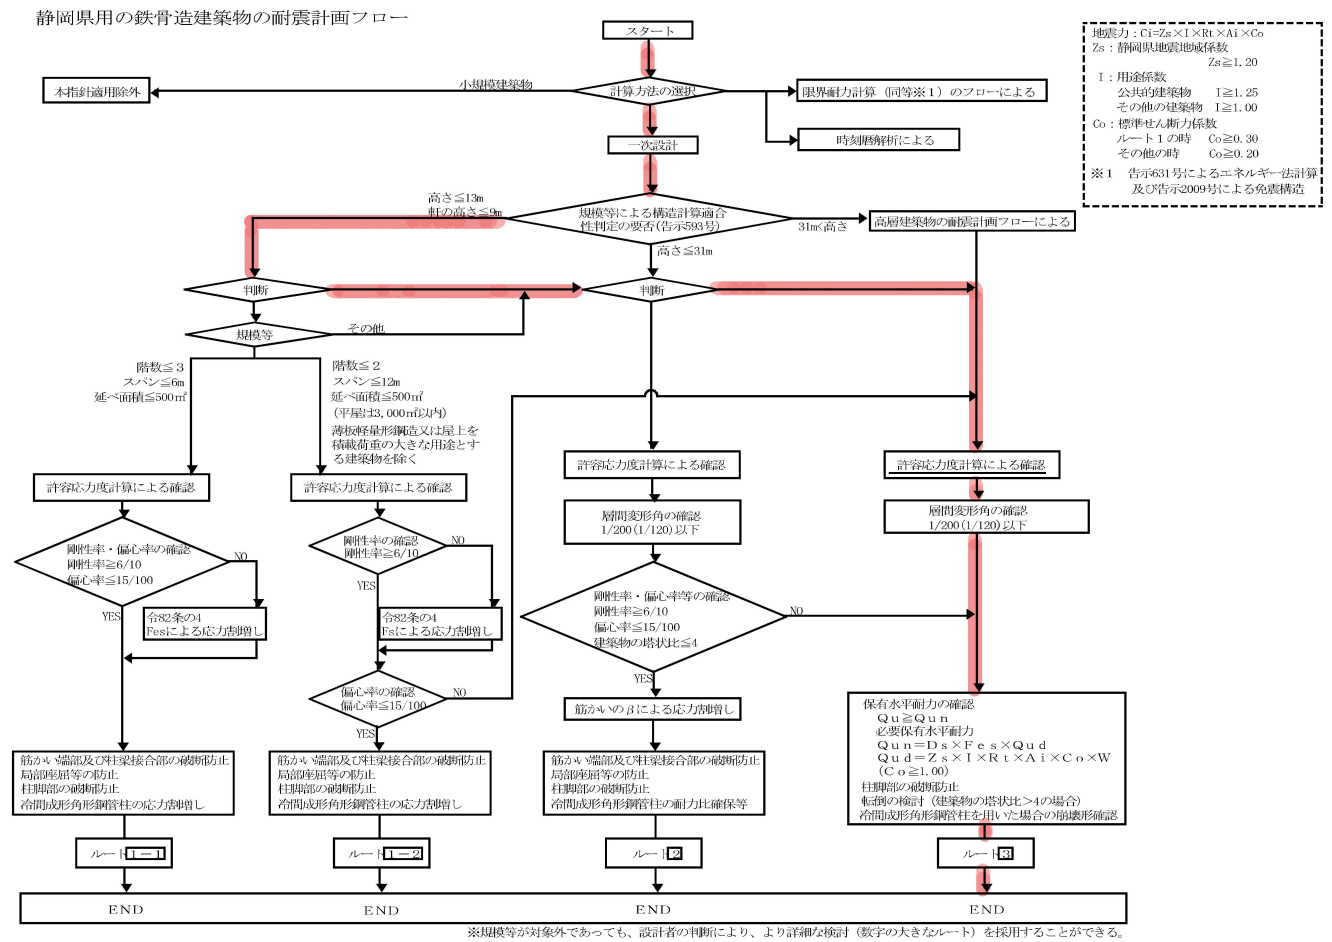 静岡県用の鉄骨造建築物の耐震計画フロー
スタート
地震力：Ci=Zs×I×Rt×Ai×Co
Zs：静岡県地震地域係数
Zs≧1.20
I：用途係数
公共的建築物　I≧1.25
その他の建築物　I≧1.00
Co：標準せん断力係数
ルート1の時　Co≧0.30
その他の時　Co≧0.20
※1　告示631号によるエネルギー法計算
及び告示2009号による免震構造
本指針適用除外
小規模建築物
計算方法の選択
限界耐力計算（同等※1）のフローによる
時刻暦解析による
一次設計
高さ≦13m
軒の高さ≦9m
規模等による構造計算適合
性判定の要否(告示593号)
31m<高さ
高層建築物の耐震計画フローによる
高さ≦31m
判断
判断
規模等
その他
階数≦3
スパン≦6m
延べ面積≦500㎡
階数≦2
スパン≦12m
延べ面積≦500㎡
(平屋は3,000㎡以内)
薄板軽量形鋼造又は屋上を
積載荷重の大きな用途とす
る建築物を除く
許容応力度計算による確認
剛性率・偏心率の確認
剛性率≧6/10
偏心率≦15/100
NO
YES
令82条の4
Fesによる応力割増し
筋かい端部及び柱梁接合部の破断防止
局部座屈等の防止
柱脚部の破断防止
冷間成形角形鋼管柱の応力割増し
ルート1－1
END
許容応力度計算による確認
剛性率の確認
剛性率≧6/10
NO
YES
令82条の4
Fsによる応力割増し
偏心率の確認
偏心率≦15/100
NO
YES
筋かい端部及び柱梁接合部の破断防止
局部座屈等の防止
柱脚部の破断防止
冷間成形角形鋼管柱の応力割増し
ルート1－2
END
許容応力度計算による確認
層間変形角の確認
1/200(1/120)以下
剛性率・偏心率等の確認
剛性率≧6/10
偏心率≦15/100
建築物の塔状比≦4
NO
YES
筋かいのβによる応力割増し
筋かい端部及び柱梁接合部の破断防止
局部座屈等の防止
柱脚部の破断防止
冷間成形角形鋼管柱の耐力比確保等
ルート2
END
許容応力度計算による確認
層間変形角の確認
1/200(1/120)以下
保有水平耐力の確認
Qu≧Qun
必要保有水平耐力
Qun＝Ds×Fes×Qud
Qud＝Zs×I×Rt×Ai×Co×W
(Co≧1.00)
柱脚部の破断防止
転倒の検討（建築物の塔状比>4の場合）
冷間成形角形鋼管柱を用いた場合の崩壊形確認
ルート3
END
※規模等が対象外であっても、設計者の判断により、より詳細な検討（数字の大きなルート）を採用することができる。